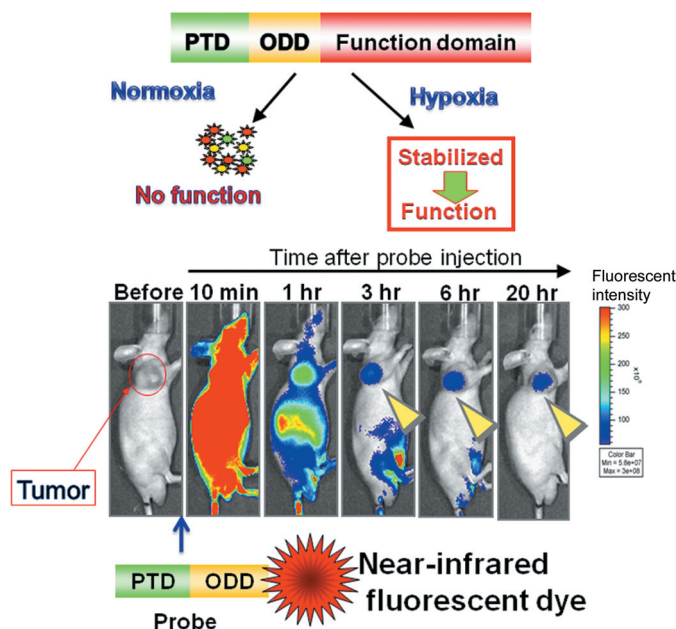 PTD ODD Function domain
Normoxia
Hypoxia
No function
Stabilized
Function
Time after probe injection
Before 10 min 1 hr 3 hr 6 hr 20 hr
Fluorescent
intensity
300
250
200
150
100
x10⁶
Color Bar
Min = 5.8e+07
Max = 3e+08
Tumor
PTD ODD
Near-infrared
fluorescent dye
Probe